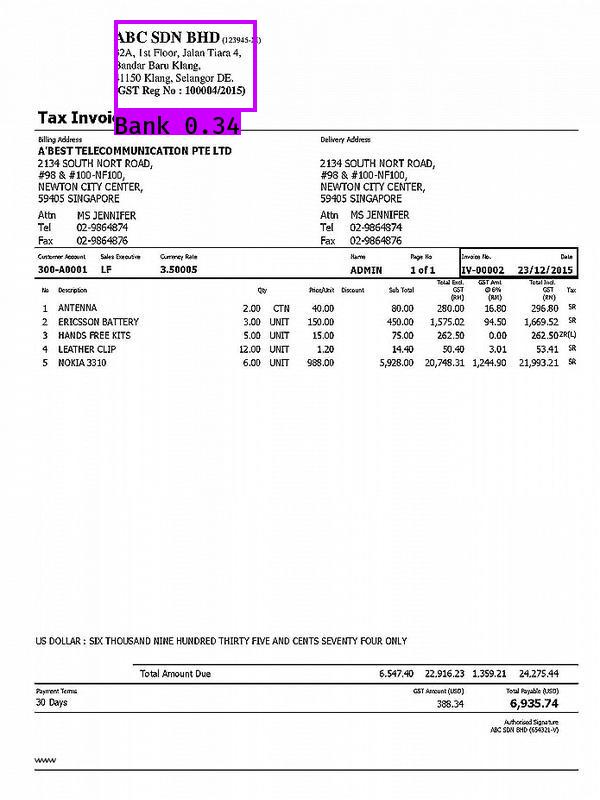 ABC SDN BHD (123945-X)
2A, 1st Floor, Jalan Tiara 4,
Bandar Baru Klang,
41150 Klang, Selangor DE.
GST Reg No : 100004/2015)
Tax Invoi
Bank 0.34
Billing Address Delivery Address
A'BEST TELECOMMUNICATION PTE LTD
2134 SOUTH NORT ROAD, 2134 SOUTH NORT ROAD,
#98 & #100-NF100, #98 & #100-NF100,
NEWTON CITY CENTER, NEWTON CITY CENTER,
59405 SINGAPORE 59405 SINGAPORE
Attn MS JENNIFER Attn MS JENNIFER
Tel 02-9864874 Tel 02-9864874
Fax 02-9864876 Fax 02-9864876
Customer Account Sales Executive Currency Rate Name Page No Invoice No. Date
300-A0001 LF 3.50005 ADMIN 1 of 1 IV-00002 23/12/2015
No Description Qty Price/Unit Discount Sub Total Total Excl. GST (RM) GST Amt @ 6% (RM) Total Incl. GST (RM) Tax
1 ANTENNA 2.00 CTN 40.00 80.00 280.00 16.80 296.80 SR
2 ERICSSON BATTERY 3.00 UNIT 150.00 450.00 1,575.02 94.50 1,669.52 SR
3 HANDS FREE KITS 5.00 UNIT 15.00 75.00 262.50 0.00 262.50 ZR(L)
4 LEATHER CLIP 12.00 UNIT 1.20 14.40 50.40 3.01 53.41 SR
5 NOKIA 3310 6.00 UNIT 988.00 5,928.00 20,748.31 1,244.90 21,993.21 SR
US DOLLAR : SIX THOUSAND NINE HUNDRED THIRTY FIVE AND CENTS SEVENTY FOUR ONLY
Total Amount Due 6,547.40 22,916.23 1,359.21 24,275.44
Payment Terms GST Amount (USD) Total Payable (USD)
30 Days 388.34 6,935.74
Authorised Signature
ABC SDN BHD (654321-V)
www